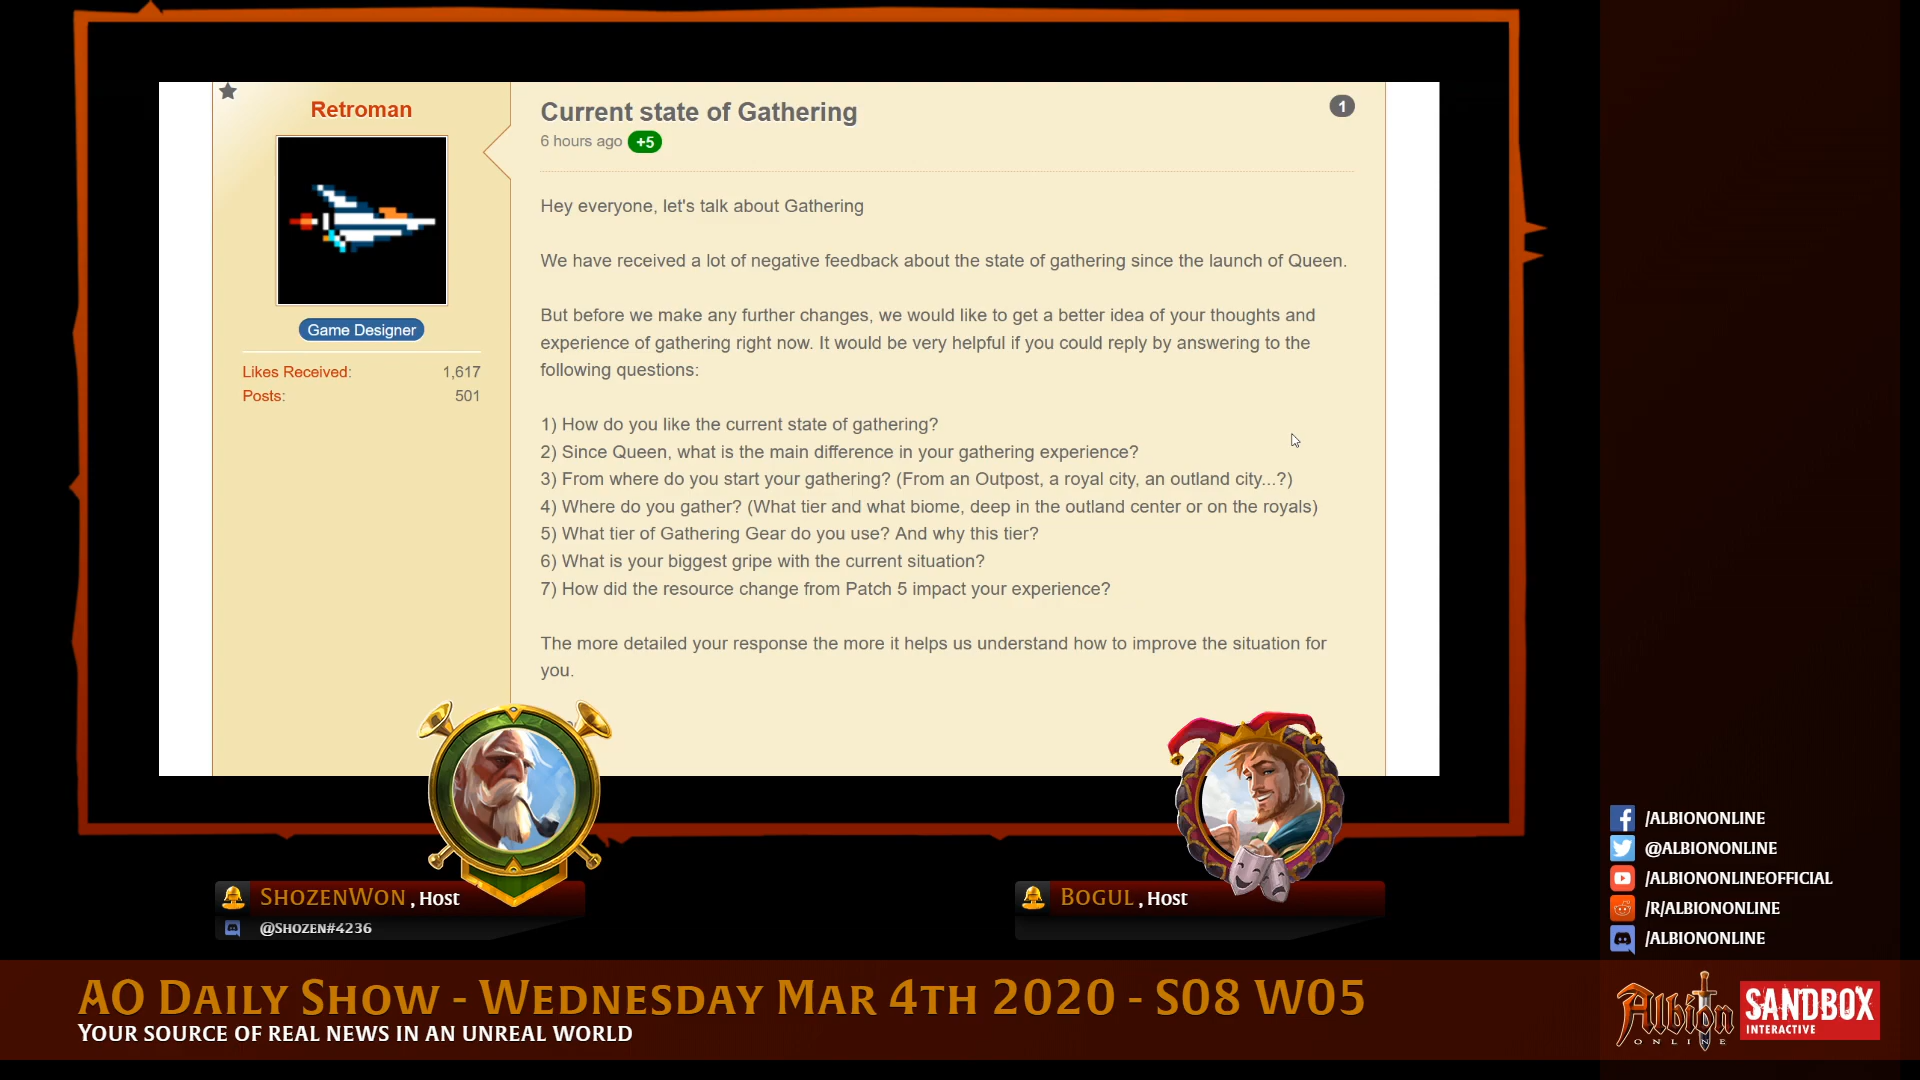 Retroman
Game Designer
Likes Received: 1,617
Posts: 501
Current state of Gathering
1
6 hours ago +5
Hey everyone, let's talk about Gathering
We have received a lot of negative feedback about the state of gathering since the launch of Queen.
But before we make any further changes, we would like to get a better idea of your thoughts and
experience of gathering right now. It would be very helpful if you could reply by answering to the
following questions:
1) How do you like the current state of gathering?
2) Since Queen, what is the main difference in your gathering experience?
3) From where do you start your gathering? (From an Outpost, a royal city, an outland city...?)
4) Where do you gather? (What tier and what biome, deep in the outland center or on the royals)
5) What tier of Gathering Gear do you use? And why this tier?
6) What is your biggest gripe with the current situation?
7) How did the resource change from Patch 5 impact your experience?
The more detailed your response the more it helps us understand how to improve the situation for
you.
ShozenWon, Host
@Shozen#4236
Bogul, Host
/ALBIONONLINE
@ALBIONONLINE
/ALBIONONLINEOFFICIAL
/R/ALBIONONLINE
/ALBIONONLINE
AO Daily Show - Wednesday Mar 4th 2020 - S08 W05
Your source of real news in an unreal world
Albion
ONLINE
SANDBOX
INTERACTIVE